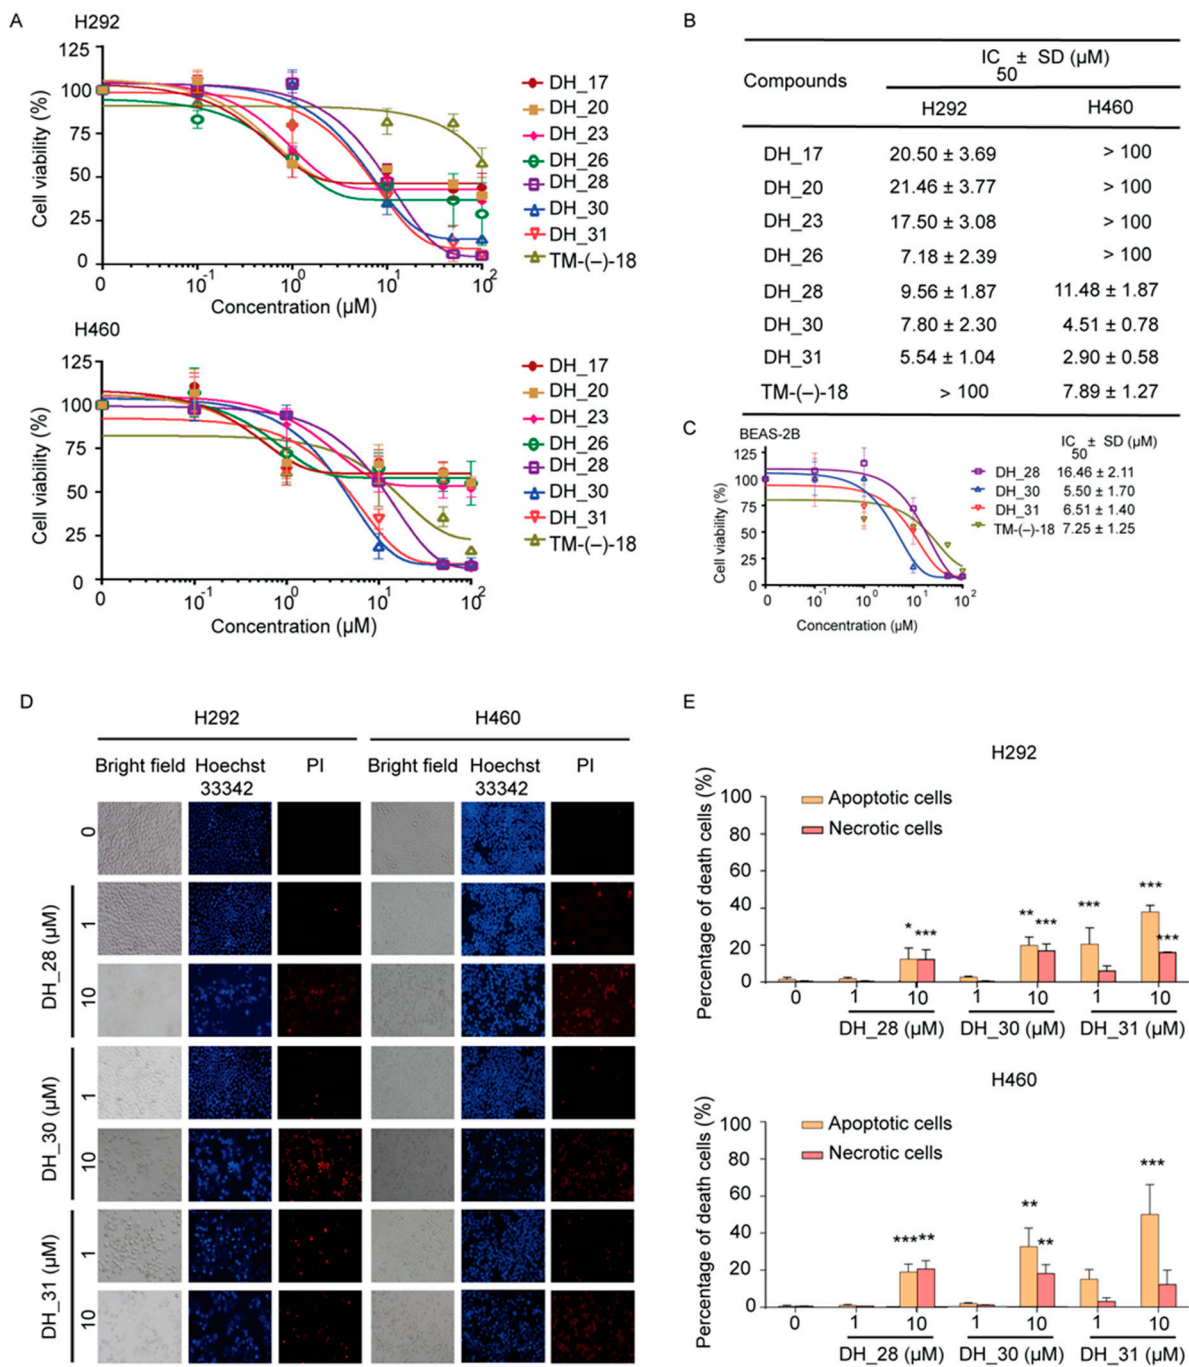 A
H292
125
100
75
50
25
0
Cell viability (%)
0 10⁻¹ 10⁰ 10¹ 10²
Concentration (µM)
DH_17
DH_20
DH_23
DH_26
DH_28
DH_30
DH_31
TM-(–)-18
H460
125
100
75
50
25
0
Cell viability (%)
0 10⁻¹ 10⁰ 10¹ 10²
Concentration (µM)
DH_17
DH_20
DH_23
DH_26
DH_28
DH_30
DH_31
TM-(–)-18
B
Compounds
IC50 ± SD (µM)
H292 H460
DH_17 20.50 ± 3.69 > 100
DH_20 21.46 ± 3.77 > 100
DH_23 17.50 ± 3.08 > 100
DH_26 7.18 ± 2.39 > 100
DH_28 9.56 ± 1.87 11.48 ± 1.87
DH_30 7.80 ± 2.30 4.51 ± 0.78
DH_31 5.54 ± 1.04 2.90 ± 0.58
TM-(–)-18 > 100 7.89 ± 1.27
C
BEAS-2B
125
100
75
50
25
0
Cell viability (%)
0 10⁻¹ 10⁰ 10¹ 10²
Concentration (µM)
IC50 ± SD (µM)
DH_28 16.46 ± 2.11
DH_30 5.50 ± 1.70
DH_31 6.51 ± 1.40
TM-(–)-18 7.25 ± 1.25
D
H292 H460
Bright field Hoechst 33342 PI Bright field Hoechst 33342 PI
0
DH_28 (µM)
1
10
DH_30 (µM)
1
10
DH_31 (µM)
1
10
E
H292
Percentage of death cells (%)
100
80
60
40
20
0
Apoptotic cells
Necrotic cells
* *** ** *** *** *** ***
0 1 10 1 10 1 10
DH_28 (µM) DH_30 (µM) DH_31 (µM)
H460
Percentage of death cells (%)
100
80
60
40
20
0
Apoptotic cells
Necrotic cells
*** ** ** ** ***
0 1 10 1 10 1 10
DH_28 (µM) DH_30 (µM) DH_31 (µM)